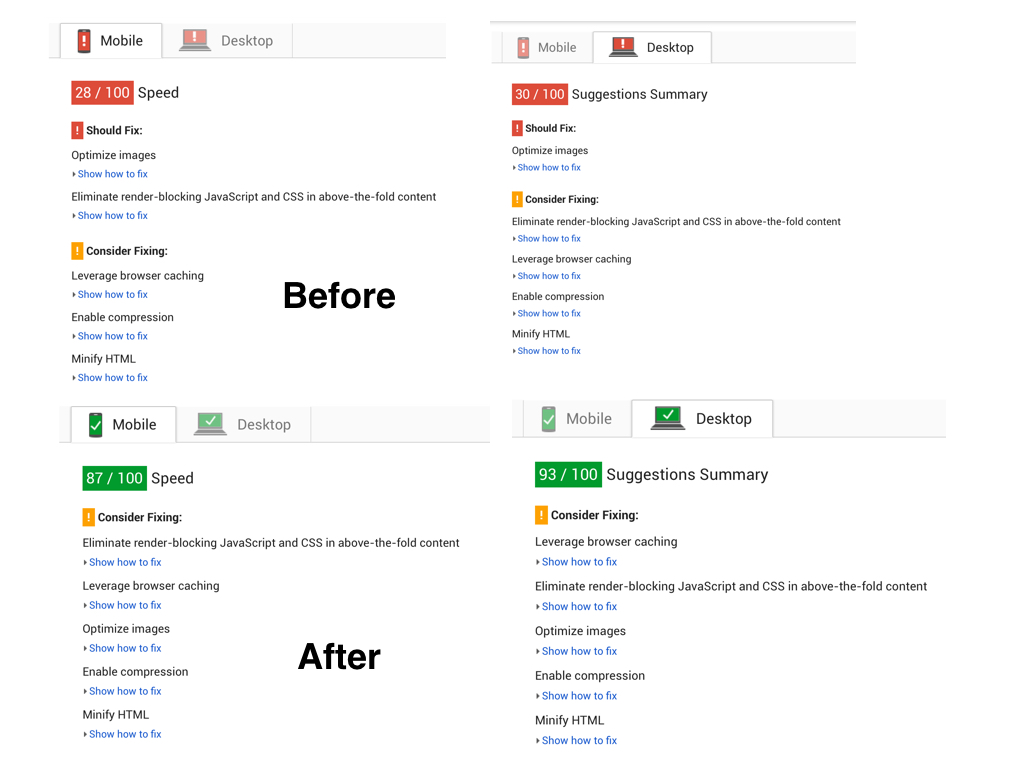 Mobile Desktop
28 / 100 Speed
! Should Fix:
Optimize images
Show how to fix
Eliminate render-blocking JavaScript and CSS in above-the-fold content
Show how to fix
! Consider Fixing:
Leverage browser caching
Show how to fix
Enable compression
Show how to fix
Minify HTML
Show how to fix
Before
Mobile Desktop
30 / 100 Suggestions Summary
! Should Fix:
Optimize images
Show how to fix
! Consider Fixing:
Eliminate render-blocking JavaScript and CSS in above-the-fold content
Show how to fix
Leverage browser caching
Show how to fix
Enable compression
Show how to fix
Minify HTML
Show how to fix
Mobile Desktop
87 / 100 Speed
! Consider Fixing:
Eliminate render-blocking JavaScript and CSS in above-the-fold content
Show how to fix
Leverage browser caching
Show how to fix
Optimize images
Show how to fix
Enable compression
Show how to fix
Minify HTML
Show how to fix
After
Mobile Desktop
93 / 100 Suggestions Summary
! Consider Fixing:
Leverage browser caching
Show how to fix
Eliminate render-blocking JavaScript and CSS in above-the-fold content
Show how to fix
Optimize images
Show how to fix
Enable compression
Show how to fix
Minify HTML
Show how to fix